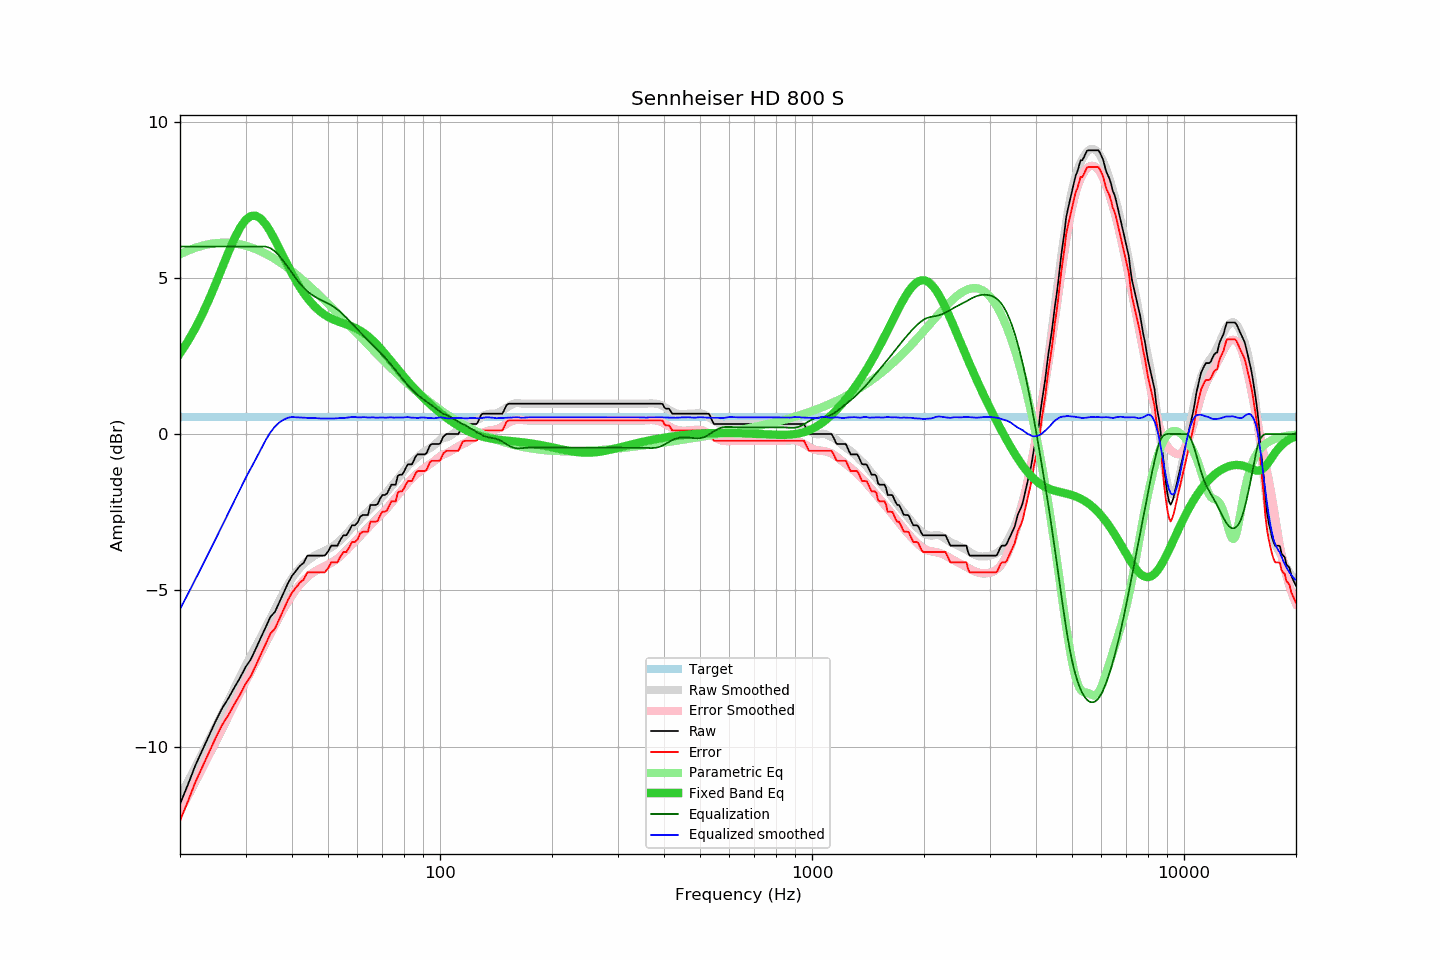 Sennheiser HD 800 S
10
5
0
−5
−10
Amplitude (dBr)
Target
Raw Smoothed
Error Smoothed
Raw
Error
Parametric Eq
Fixed Band Eq
Equalization
Equalized smoothed
100
1000
10000
Frequency (Hz)